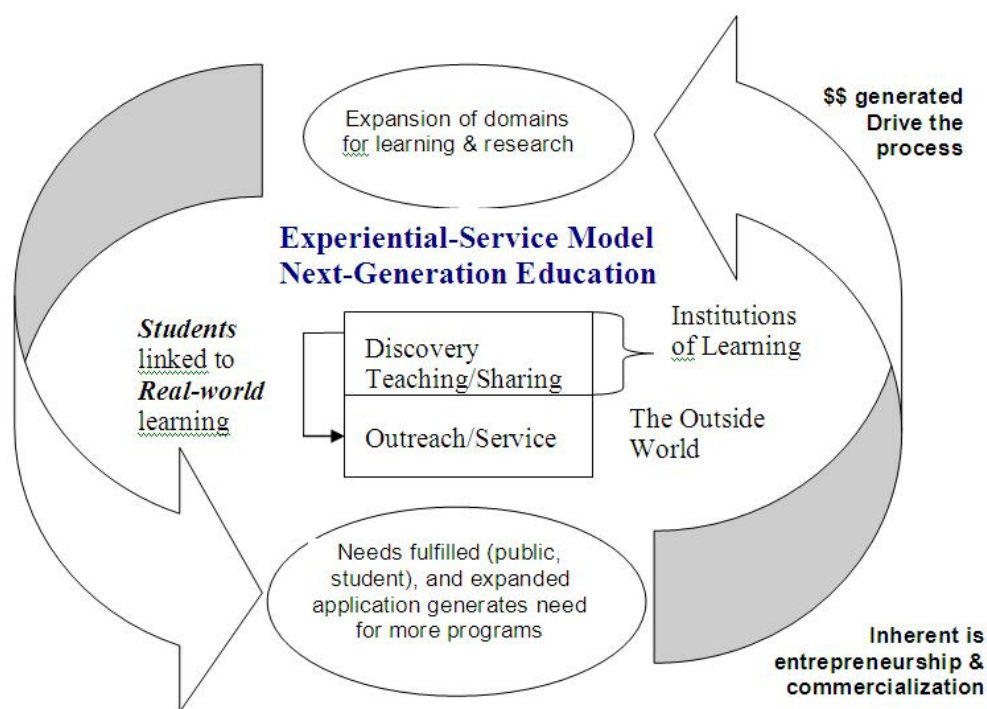 Expansion of domains
for learning & research
$$ generated
Drive the
process
Experiential-Service Model
Next-Generation Education
Students
linked to
Real-world
learning
Discovery
Teaching/Sharing
Outreach/Service
Institutions
of Learning
The Outside
World
Needs fulfilled (public,
student), and expanded
application generates need
for more programs
Inherent is
entrepreneurship &
commercialization